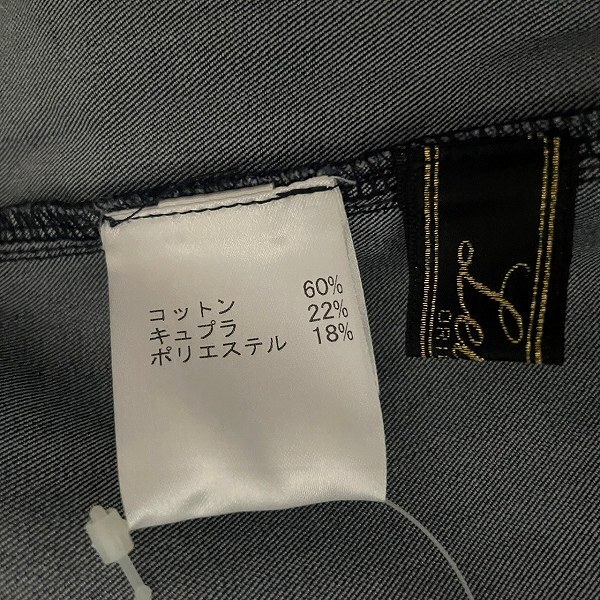 コットン 60%
キュプラ 22%
ポリエステル 18%